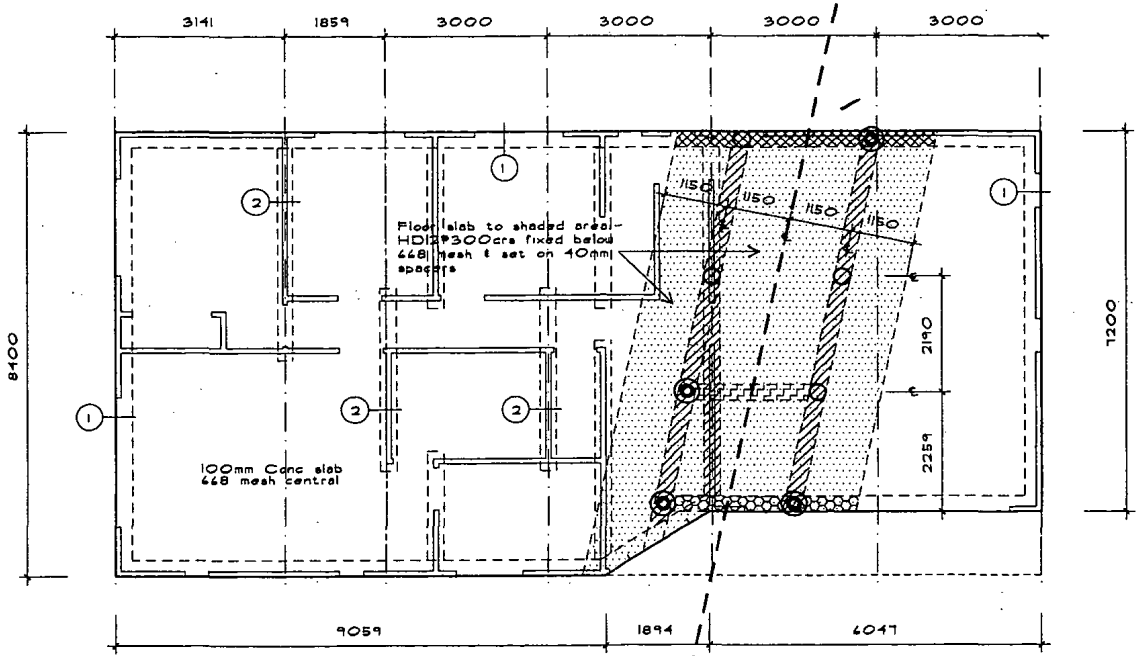 3141 1859 3000 3000 3000 3000
1
2
1150 1150 1150 1150
1
Floor slab to shaded area-
HD12@300crs fixed below
668 mesh & set on 40mm
spacers
8400
2190
7200
1
2
2
2259
100mm Conc slab
668 mesh central
9059 1894 6047